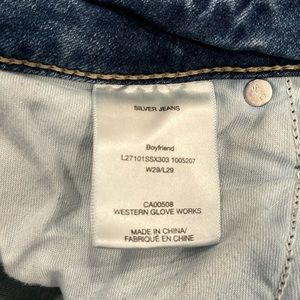 SILVER JEANS
Boyfriend
L27101SSX303 1005207
W29/L29
CA00508
WESTERN GLOVE WORKS
MADE IN CHINA/
FABRIQUÉ EN CHINE